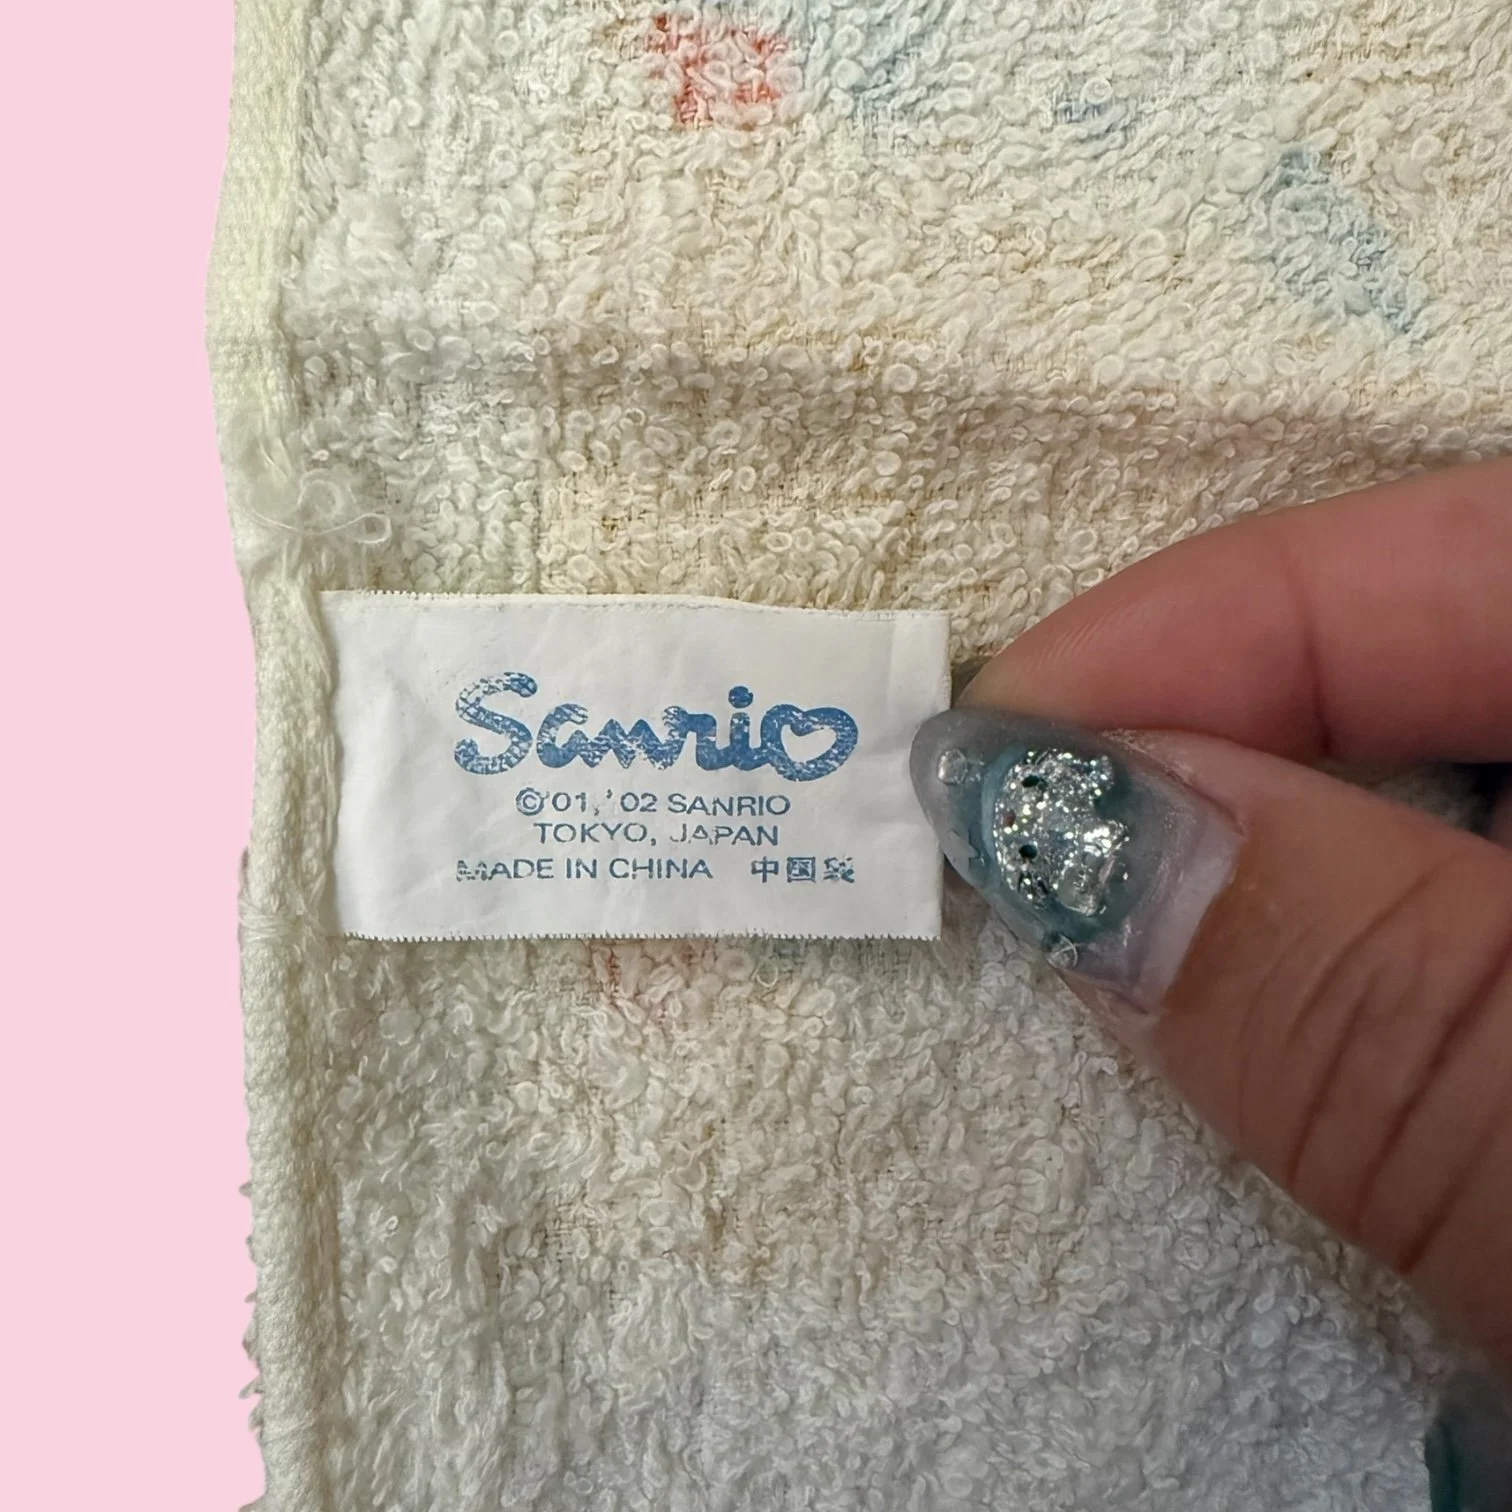 Sanrio
©'01,'02 SANRIO
TOKYO, JAPAN
MADE IN CHINA 中国製